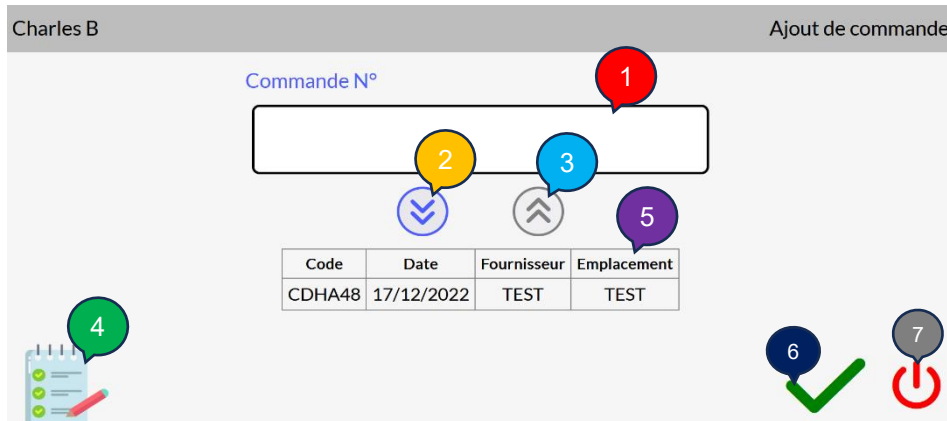 Charles B
Ajout de commande
Commande N°
1
2
3
5
Code Date Fournisseur Emplacement
CDHA48 17/12/2022 TEST TEST
4
6
7